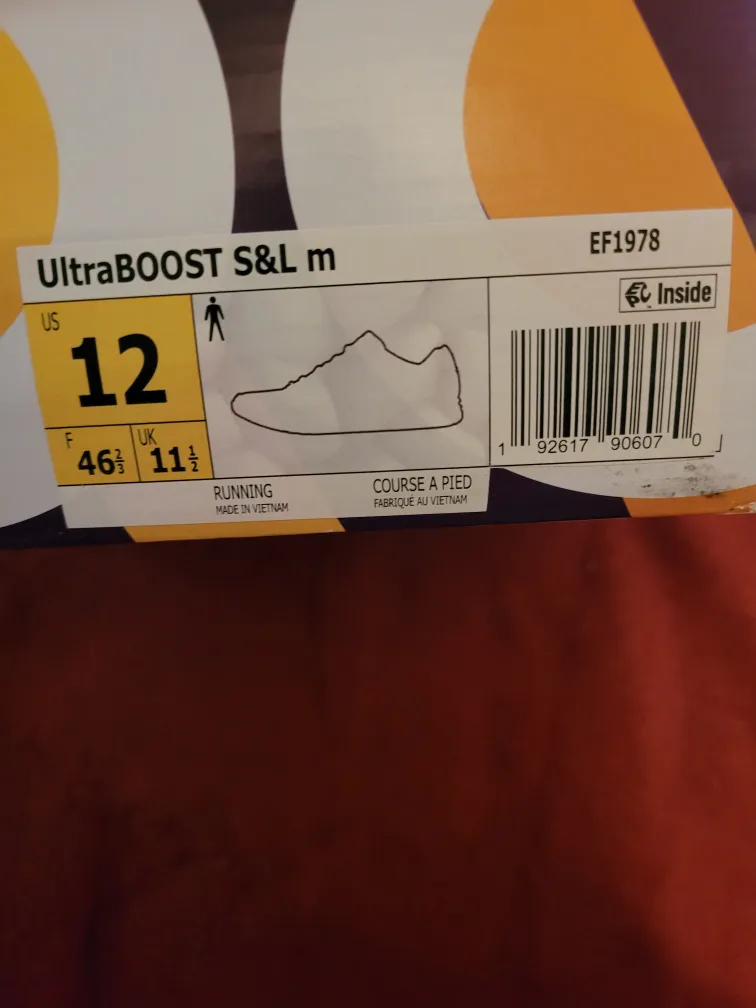 UltraBOOST S&L m
EF1978
US
12
F
46⅔
UK
11½
RUNNING
MADE IN VIETNAM
COURSE A PIED
FABRIQUÉ AU VIETNAM
EPC Inside
1 92617 90607 0